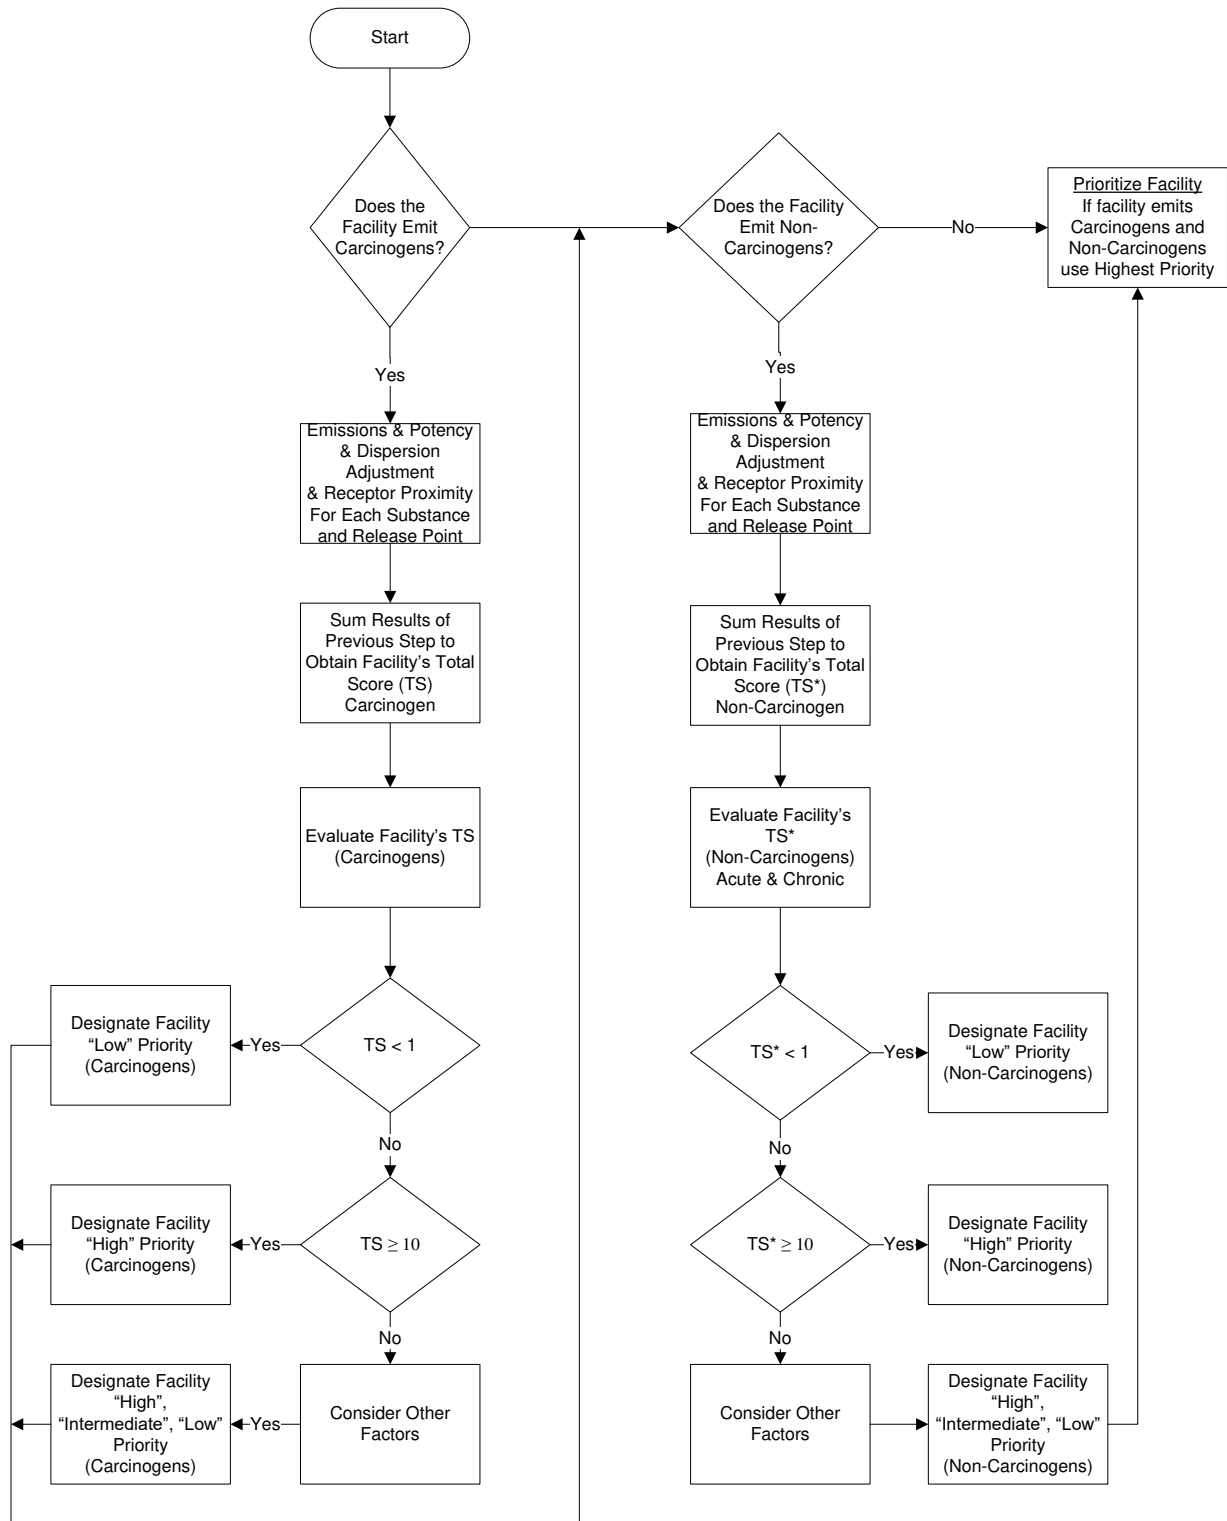 Start
Does the
Facility Emit
Carcinogens?
Does the Facility
Emit Non-
Carcinogens?
No
Prioritize Facility
If facility emits
Carcinogens and
Non-Carcinogens
use Highest Priority
Yes
Yes
Emissions & Potency
& Dispersion
Adjustment
& Receptor Proximity
For Each Substance
and Release Point
Emissions & Potency
& Dispersion
Adjustment
& Receptor Proximity
For Each Substance
and Release Point
Sum Results of
Previous Step to
Obtain Facility’s Total
Score (TS)
Carcinogen
Sum Results of
Previous Step to
Obtain Facility’s Total
Score (TS*)
Non-Carcinogen
Evaluate Facility’s TS
(Carcinogens)
Evaluate Facility’s
TS*
(Non-Carcinogens)
Acute & Chronic
Designate Facility
“Low” Priority
(Carcinogens)
Yes
TS < 1
TS* < 1
Yes
Designate Facility
“Low” Priority
(Non-Carcinogens)
No
No
Designate Facility
“High” Priority
(Carcinogens)
Yes
TS ≥ 10
TS* ≥ 10
Yes
Designate Facility
“High” Priority
(Non-Carcinogens)
No
No
Designate Facility
“High”,
“Intermediate”, “Low”
Priority
(Carcinogens)
Yes
Consider Other
Factors
Consider Other
Factors
Designate Facility
“High”,
“Intermediate”, “Low”
Priority
(Non-Carcinogens)